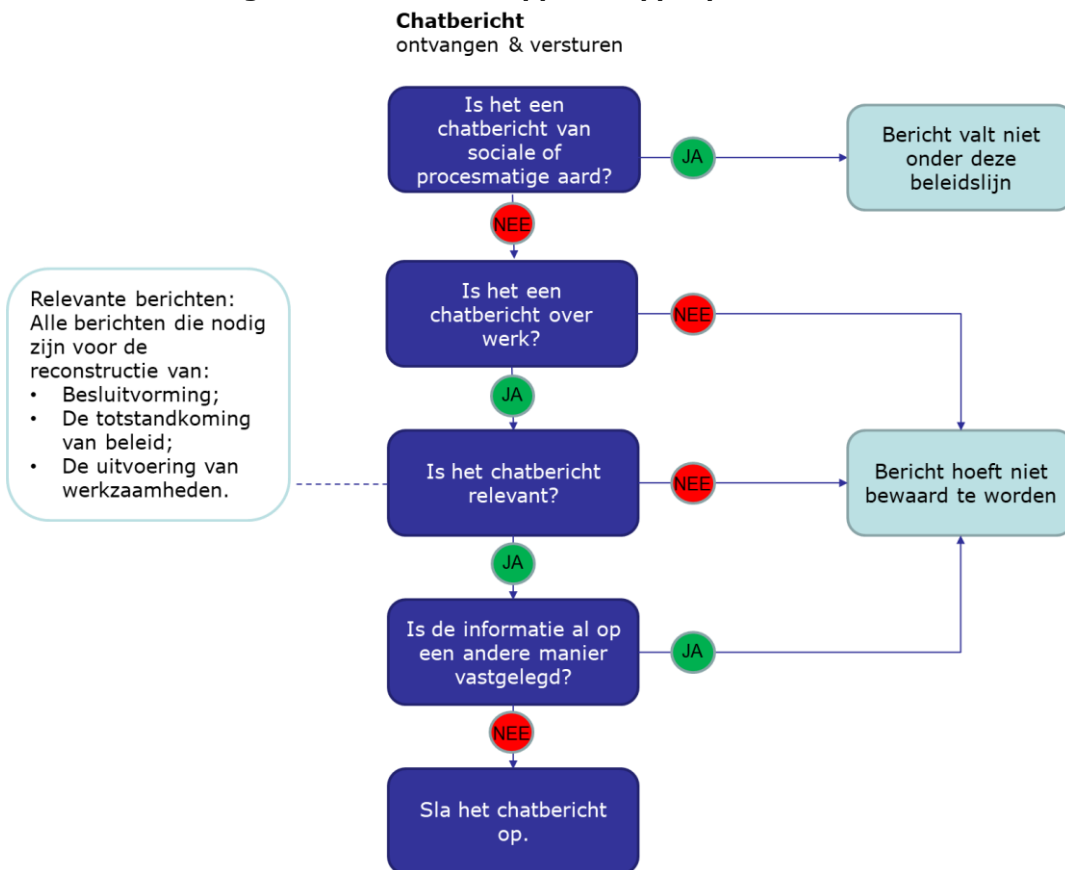 Chatbericht
ontvangen & versturen
Is het een
chatbericht van
sociale of
procesmatige aard?
JA
Bericht valt niet
onder deze
beleidslijn
NEE
Relevante berichten:
Alle berichten die nodig
zijn voor de
reconstructie van:
• Besluitvorming;
• De totstandkoming
van beleid;
• De uitvoering van
werkzaamheden.
Is het een
chatbericht over
werk?
NEE
JA
Is het chatbericht
relevant?
NEE
Bericht hoeft niet
bewaard te worden
JA
Is de informatie al op
een andere manier
vastgelegd?
JA
NEE
Sla het chatbericht
op.